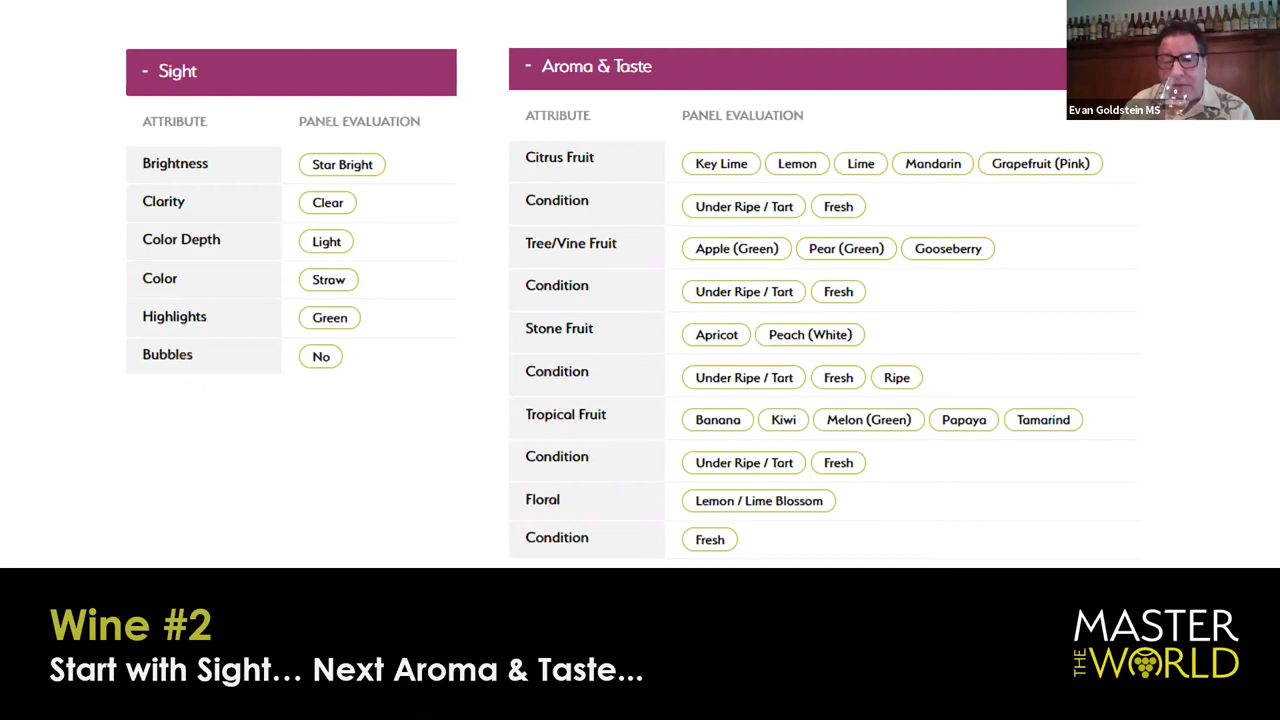 - Sight
ATTRIBUTE PANEL EVALUATION
Brightness Star Bright
Clarity Clear
Color Depth Light
Color Straw
Highlights Green
Bubbles No
- Aroma & Taste
ATTRIBUTE PANEL EVALUATION
Citrus Fruit Key Lime Lemon Lime Mandarin Grapefruit (Pink)
Condition Under Ripe / Tart Fresh
Tree/Vine Fruit Apple (Green) Pear (Green) Gooseberry
Condition Under Ripe / Tart Fresh
Stone Fruit Apricot Peach (White)
Condition Under Ripe / Tart Fresh Ripe
Tropical Fruit Banana Kiwi Melon (Green) Papaya Tamarind
Condition Under Ripe / Tart Fresh
Floral Lemon / Lime Blossom
Condition Fresh
Evan Goldstein MS
Wine #2
Start with Sight... Next Aroma & Taste...
MASTER
THE WORLD